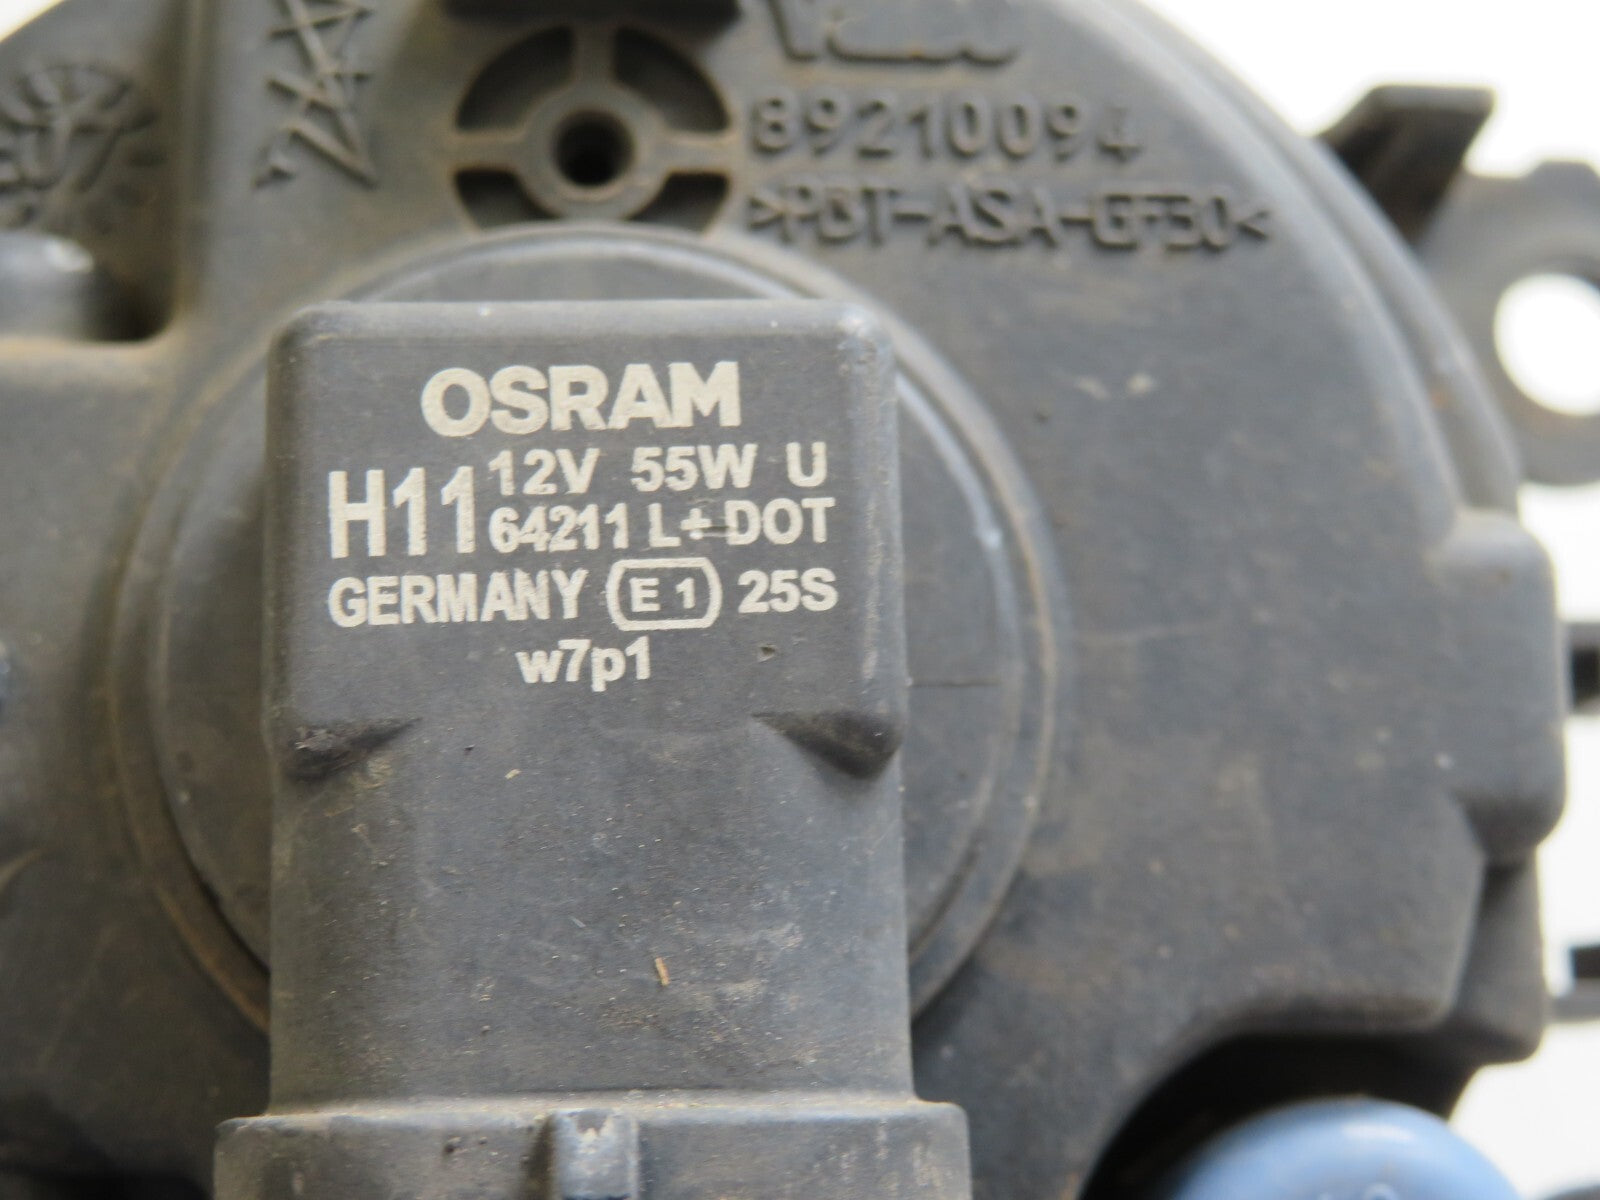 89210094
>PBT-ASA-GF30<
OSRAM
H11 12V 55W U
64211 L+ DOT
GERMANY E1 25S
w7p1